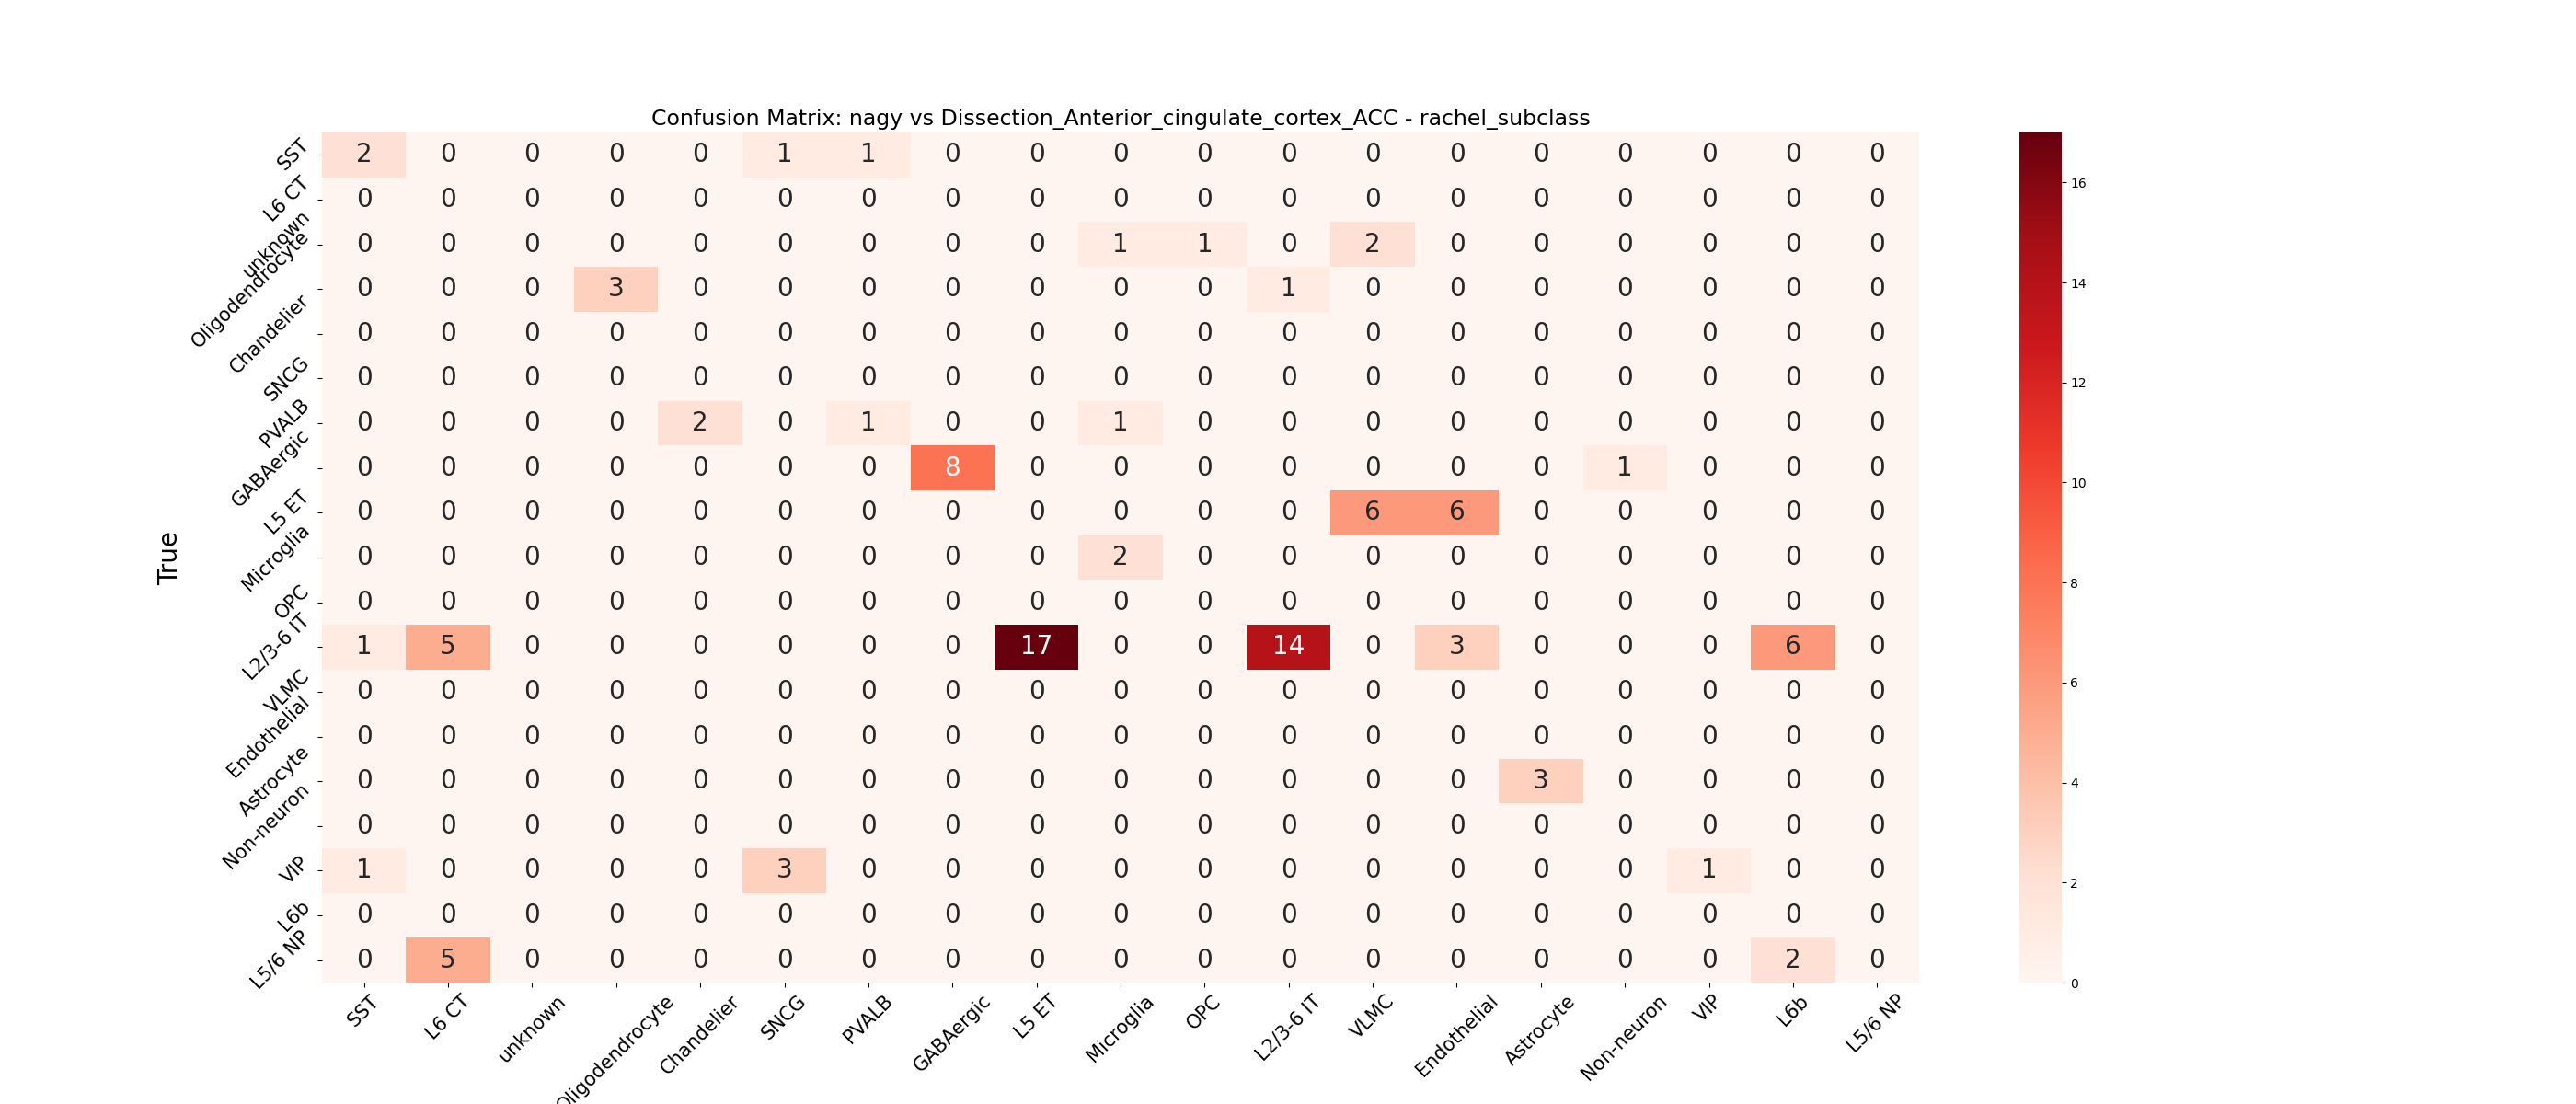 Confusion Matrix: nagy vs Dissection_Anterior_cingulate_cortex_ACC - rachel_subclass
True
SST 2 0 0 0 0 1 1 0 0 0 0 0 0 0 0 0 0 0 0
L6 CT 0 0 0 0 0 0 0 0 0 0 0 0 0 0 0 0 0 0 0
unknown 0 0 0 0 0 0 0 0 0 1 1 0 2 0 0 0 0 0 0
Oligodendrocyte 0 0 0 3 0 0 0 0 0 0 0 1 0 0 0 0 0 0 0
Chandelier 0 0 0 0 0 0 0 0 0 0 0 0 0 0 0 0 0 0 0
SNCG 0 0 0 0 0 0 0 0 0 0 0 0 0 0 0 0 0 0 0
PVALB 0 0 0 0 2 0 1 0 0 1 0 0 0 0 0 0 0 0 0
GABAergic 0 0 0 0 0 0 0 8 0 0 0 0 0 0 0 1 0 0 0
L5 ET 0 0 0 0 0 0 0 0 0 0 0 0 6 6 0 0 0 0 0
Microglia 0 0 0 0 0 0 0 0 0 2 0 0 0 0 0 0 0 0 0
OPC 0 0 0 0 0 0 0 0 0 0 0 0 0 0 0 0 0 0 0
L2/3-6 IT 1 5 0 0 0 0 0 0 17 0 0 14 0 3 0 0 0 6 0
VLMC 0 0 0 0 0 0 0 0 0 0 0 0 0 0 0 0 0 0 0
Endothelial 0 0 0 0 0 0 0 0 0 0 0 0 0 0 0 0 0 0 0
Astrocyte 0 0 0 0 0 0 0 0 0 0 0 0 0 0 3 0 0 0 0
Non-neuron 0 0 0 0 0 0 0 0 0 0 0 0 0 0 0 0 0 0 0
VIP 1 0 0 0 0 3 0 0 0 0 0 0 0 0 0 0 1 0 0
L6b 0 0 0 0 0 0 0 0 0 0 0 0 0 0 0 0 0 0 0
L5/6 NP 0 5 0 0 0 0 0 0 0 0 0 0 0 0 0 0 0 2 0
SST L6 CT unknown Oligodendrocyte Chandelier SNCG PVALB GABAergic L5 ET Microglia OPC L2/3-6 IT VLMC Endothelial Astrocyte Non-neuron VIP L6b L5/6 NP
16
14
12
10
8
6
4
2
0